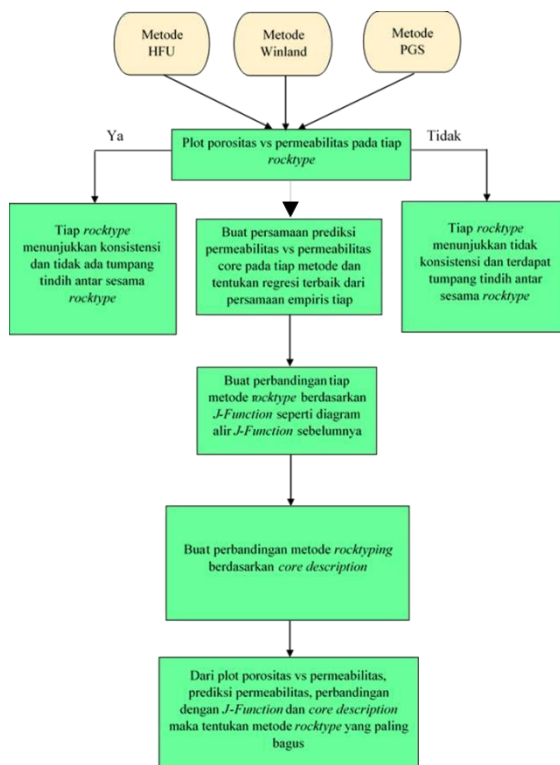 Metode
HFU
Metode
Winland
Metode
PGS
Ya
Tidak
Plot porositas vs permeabilitas pada tiap
rocktype
Tiap rocktype
menunjukkan konsistensi
dan tidak ada tumpang
tindih antar sesama
rocktype
Buat persamaan prediksi
permeabilitas vs permeabilitas
core pada tiap metode dan
tentukan regresi terbaik dari
persamaan empiris tiap
Tiap rocktype
menunjukkan tidak
konsistensi dan terdapat
tumpang tindih antar
sesama rocktype
Buat perbandingan tiap
metode rocktype berdasarkan
J-Function seperti diagram
alir J-Function sebelumnya
Buat perbandingan metode rocktyping
berdasarkan core description
Dari plot porositas vs permeabilitas,
prediksi permeabilitas, perbandingan
dengan J-Function dan core description
maka tentukan metode rocktype yang paling
bagus